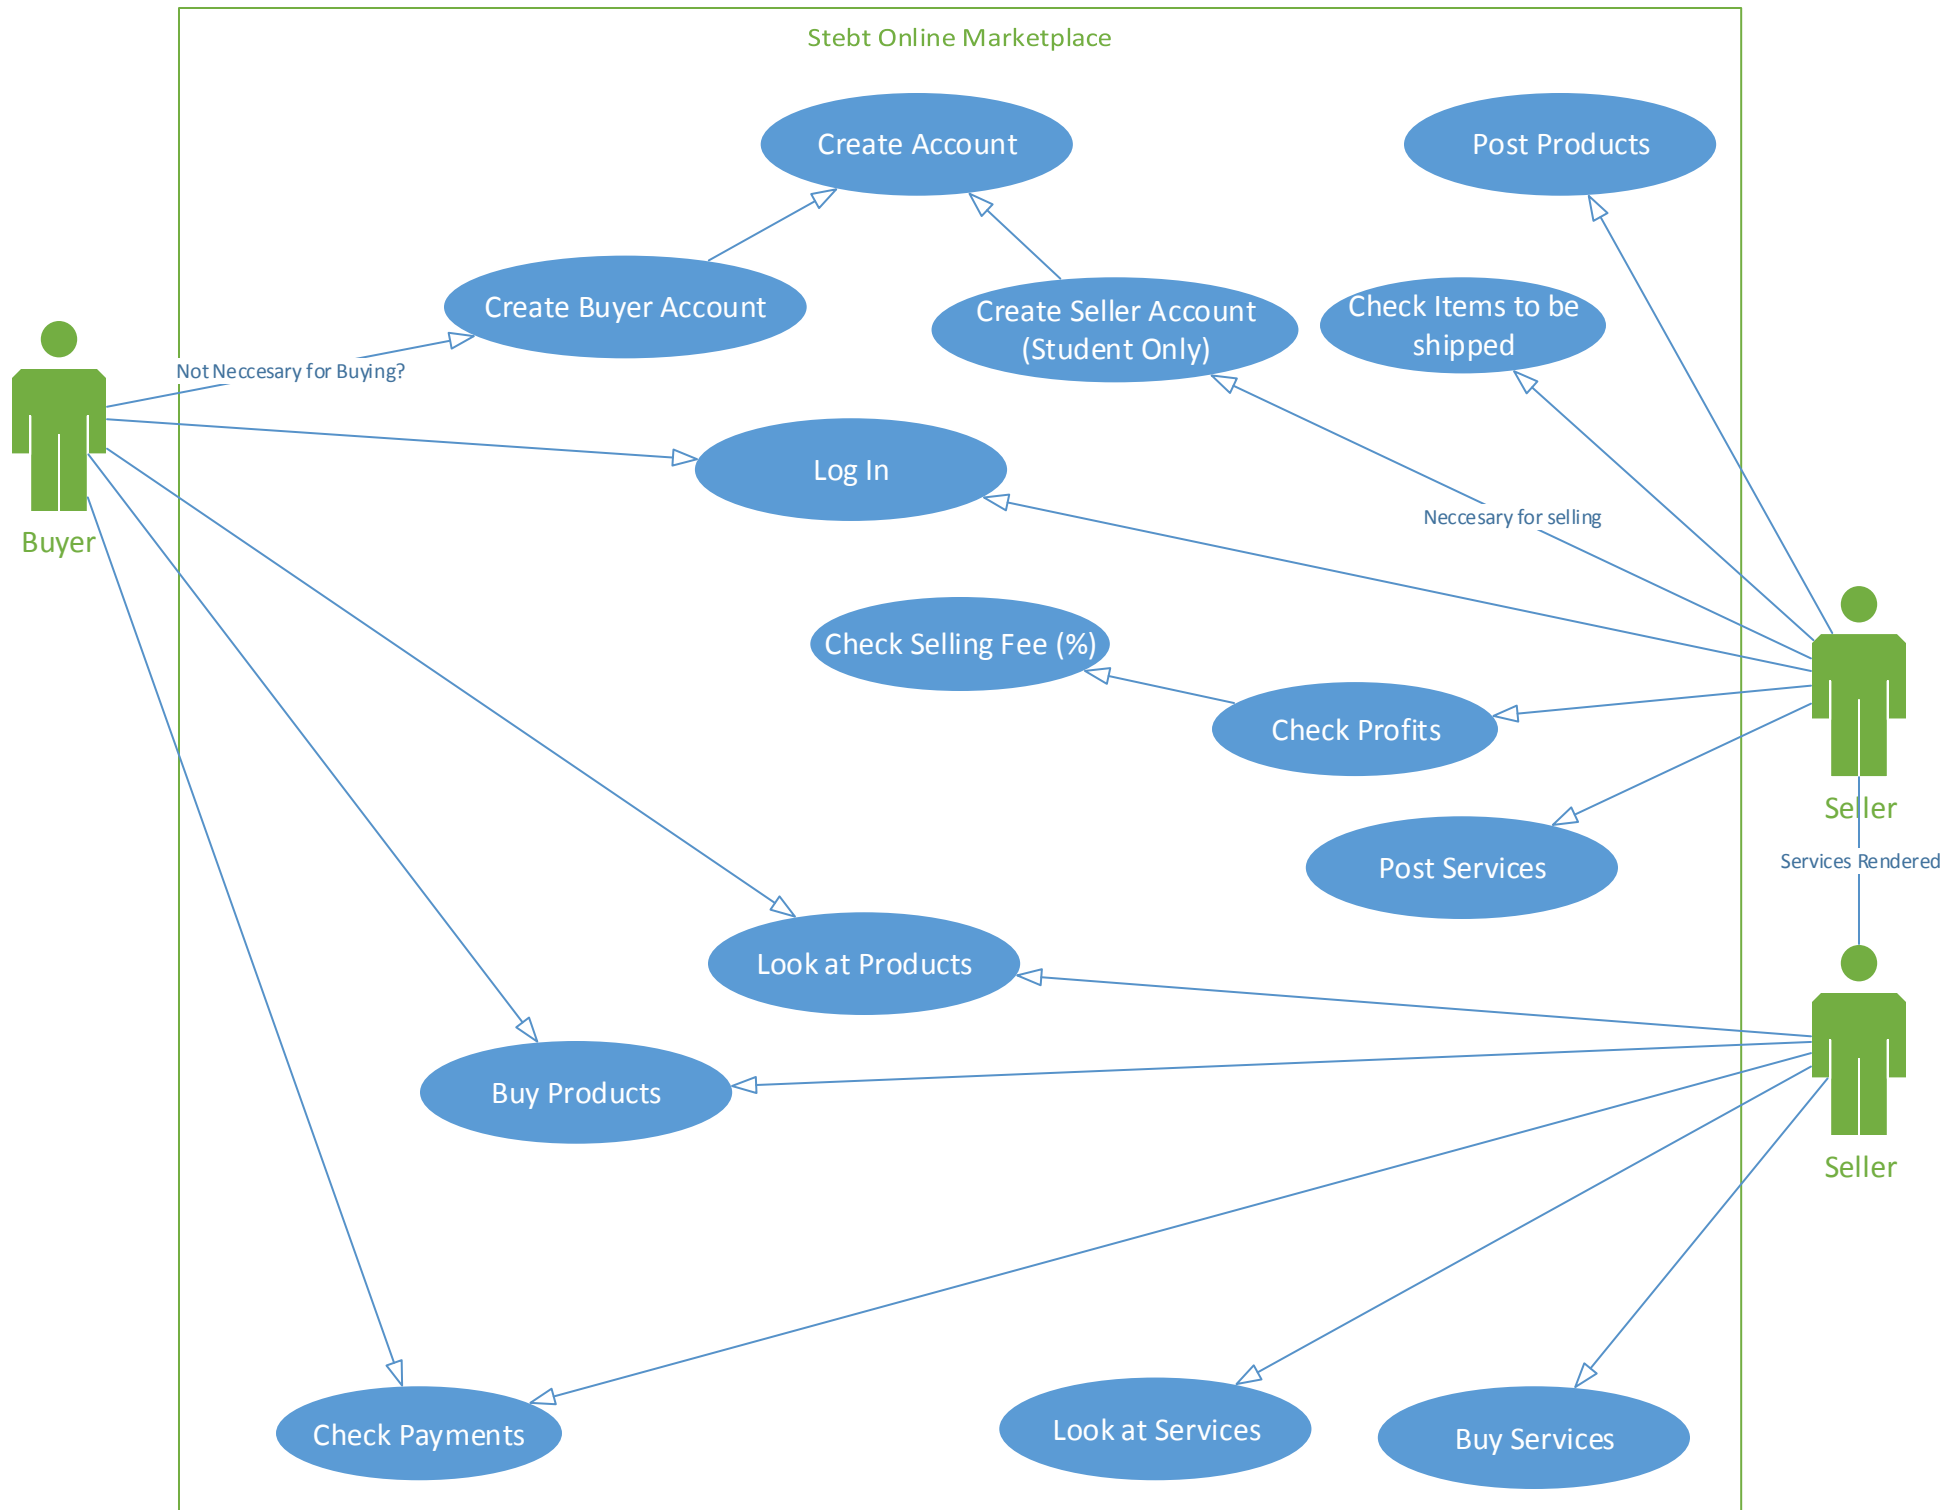 Stebt Online Marketplace
Create Account
Post Products
Create Buyer Account
Create Seller Account
(Student Only)
Check Items to be
shipped
Not Neccesary for Buying?
Log In
Neccesary for selling
Buyer
Check Selling Fee (%)
Check Profits
Seller
Services Rendered
Post Services
Look at Products
Buy Products
Seller
Check Payments
Look at Services
Buy Services